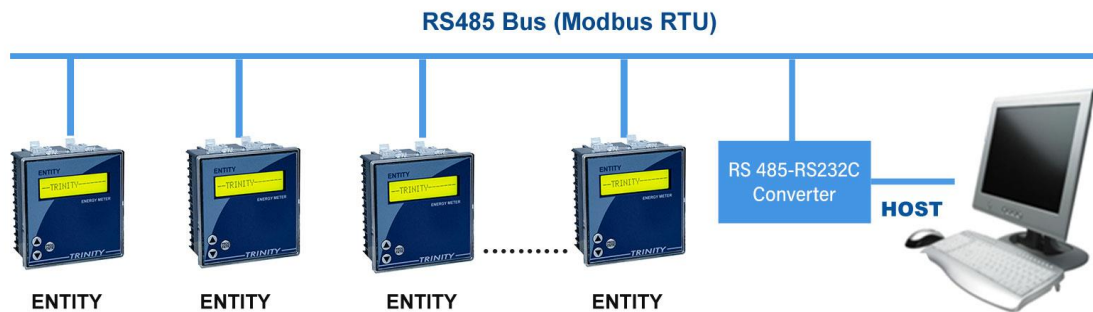 RS485 Bus (Modbus RTU)
ENTITY
—TRINITY—
ENERGY METER
TRINITY
ENTITY
ENTITY
—TRINITY—
ENERGY METER
TRINITY
ENTITY
ENTITY
—TRINITY—
ENERGY METER
TRINITY
ENTITY
ENTITY
—TRINITY—
ENERGY METER
TRINITY
ENTITY
RS 485-RS232C
Converter
HOST